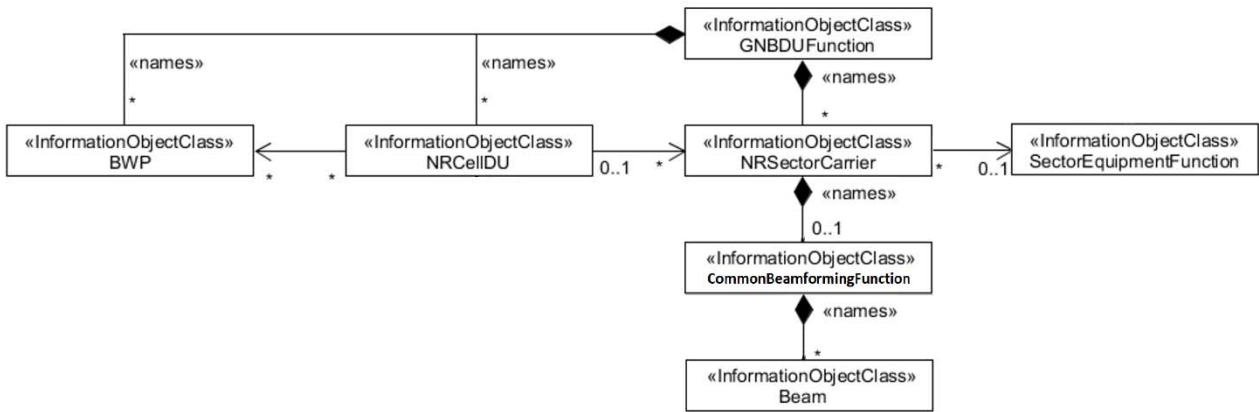 «InformationObjectClass»
GNBDUFunction
«names»
«names»
«names»
*
*
*
«InformationObjectClass»
BWP
«InformationObjectClass»
NRCellDU
«InformationObjectClass»
NRSectorCarrier
«InformationObjectClass»
SectorEquipmentFunction
*
*
0..1
*
*
0..1
«names»
0..1
«InformationObjectClass»
CommonBeamformingFunction
«names»
*
«InformationObjectClass»
Beam